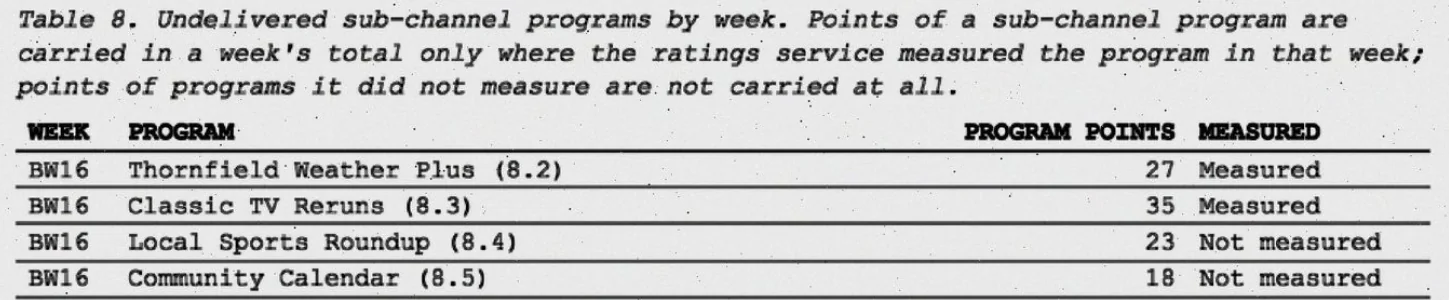 Table 8. Undelivered sub-channel programs by week. Points of a sub-channel program are
carried in a week's total only where the ratings service measured the program in that week;
points of programs it did not measure are not carried at all.
WEEK PROGRAM PROGRAM POINTS MEASURED
BW16 Thornfield Weather Plus (8.2) 27 Measured
BW16 Classic TV Reruns (8.3) 35 Measured
BW16 Local Sports Roundup (8.4) 23 Not measured
BW16 Community Calendar (8.5) 18 Not measured